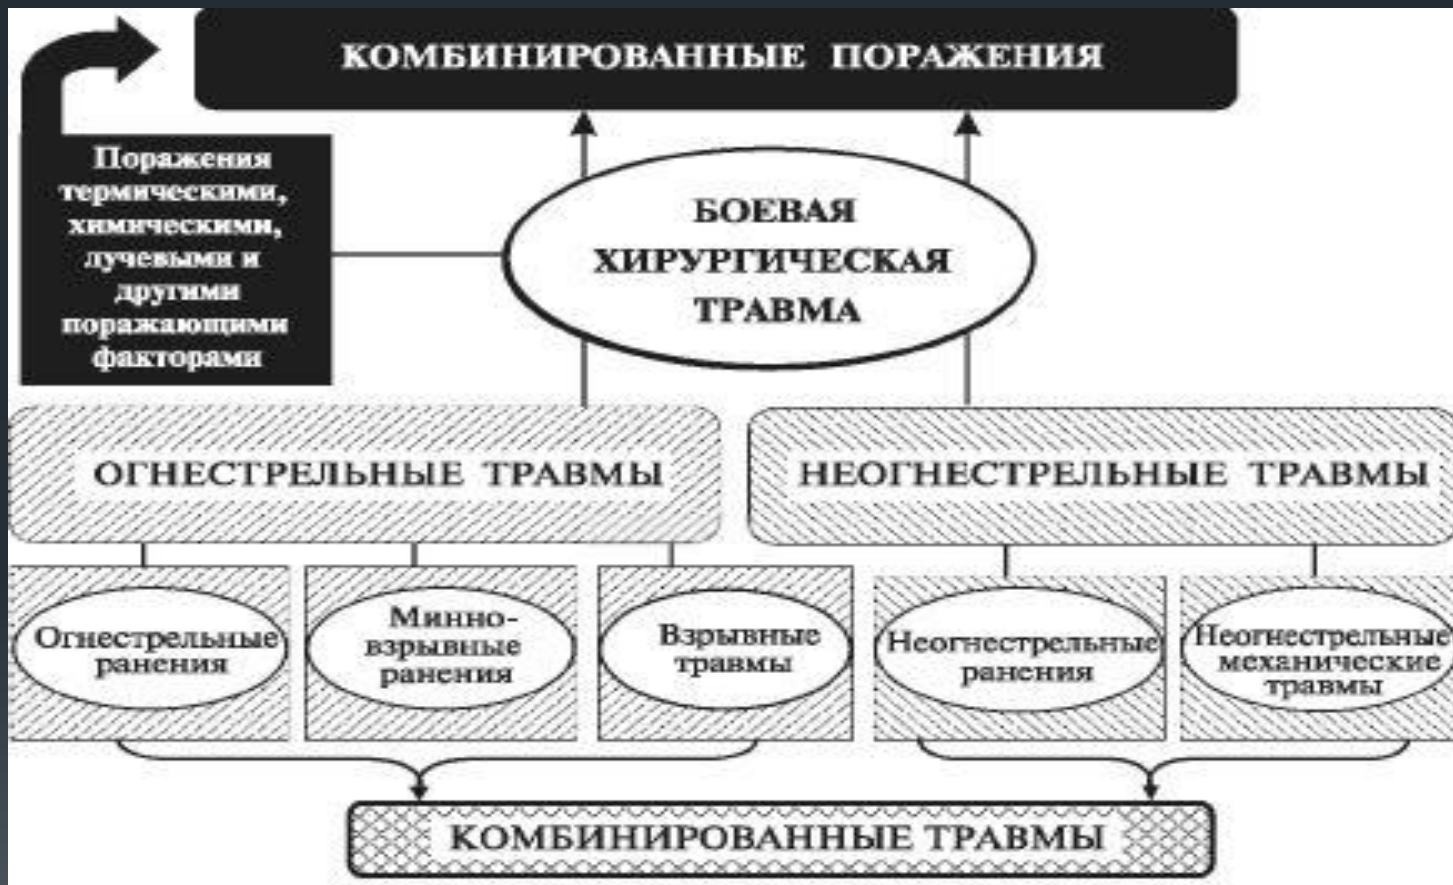 КОМБИНИРОВАННЫЕ ПОРАЖЕНИЯ
Поражения
термическими,
химическими,
лучевыми и
другими
поражающими
факторами
БОЕВАЯ
ХИРУРГИЧЕСКАЯ
ТРАВМА
ОГНЕСТРЕЛЬНЫЕ ТРАВМЫ
НЕОГНЕСТРЕЛЬНЫЕ ТРАВМЫ
Огнестрельные
ранения
Минно-
взрывные
ранения
Взрывные
травмы
Неогнестрельные
ранения
Неогнестрельные
механические
травмы
КОМБИНИРОВАННЫЕ ТРАВМЫ